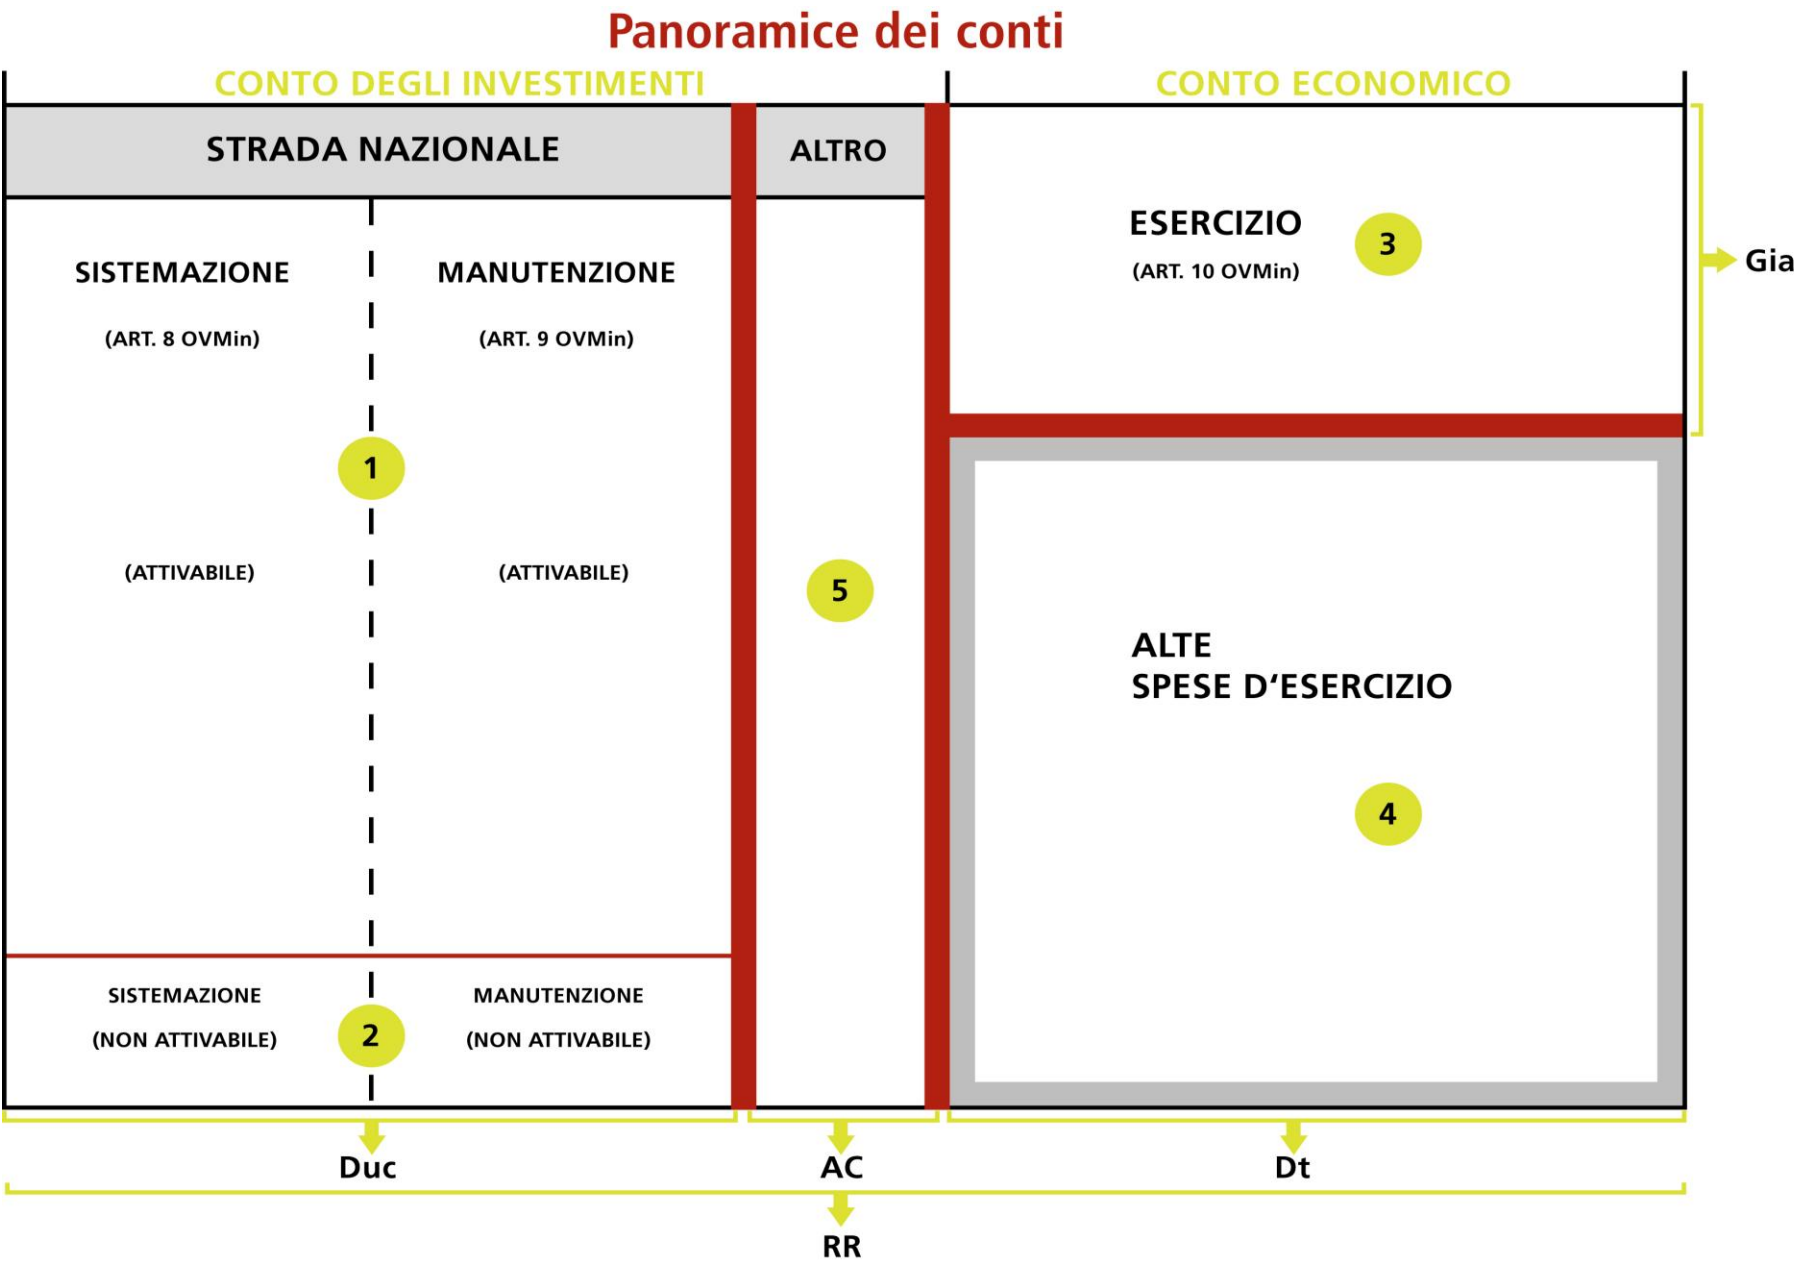 Panoramice dei conti
CONTO DEGLI INVESTIMENTI
CONTO ECONOMICO
STRADA NAZIONALE
ALTRO
SISTEMAZIONE
(ART. 8 OVMin)
MANUTENZIONE
(ART. 9 OVMin)
1
(ATTIVABILE)
(ATTIVABILE)
SISTEMAZIONE
(NON ATTIVABILE)
2
MANUTENZIONE
(NON ATTIVABILE)
5
ESERCIZIO
(ART. 10 OVMin)
3
Gia
ALTE
SPESE D‘ESERCIZIO
4
Duc
AC
Dt
RR